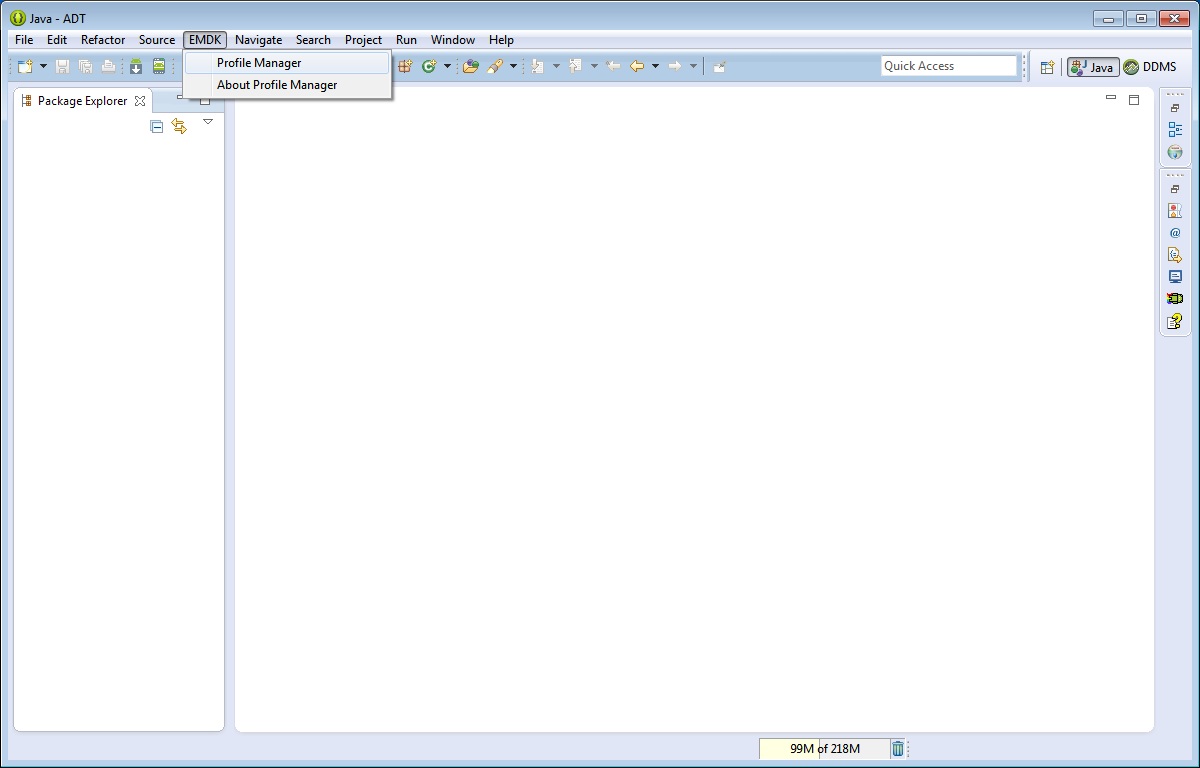 Java - ADT
File Edit Refactor Source EMDK Navigate Search Project Run Window Help
Profile Manager
About Profile Manager
Quick Access
Java
DDMS
Package Explorer
99M of 218M